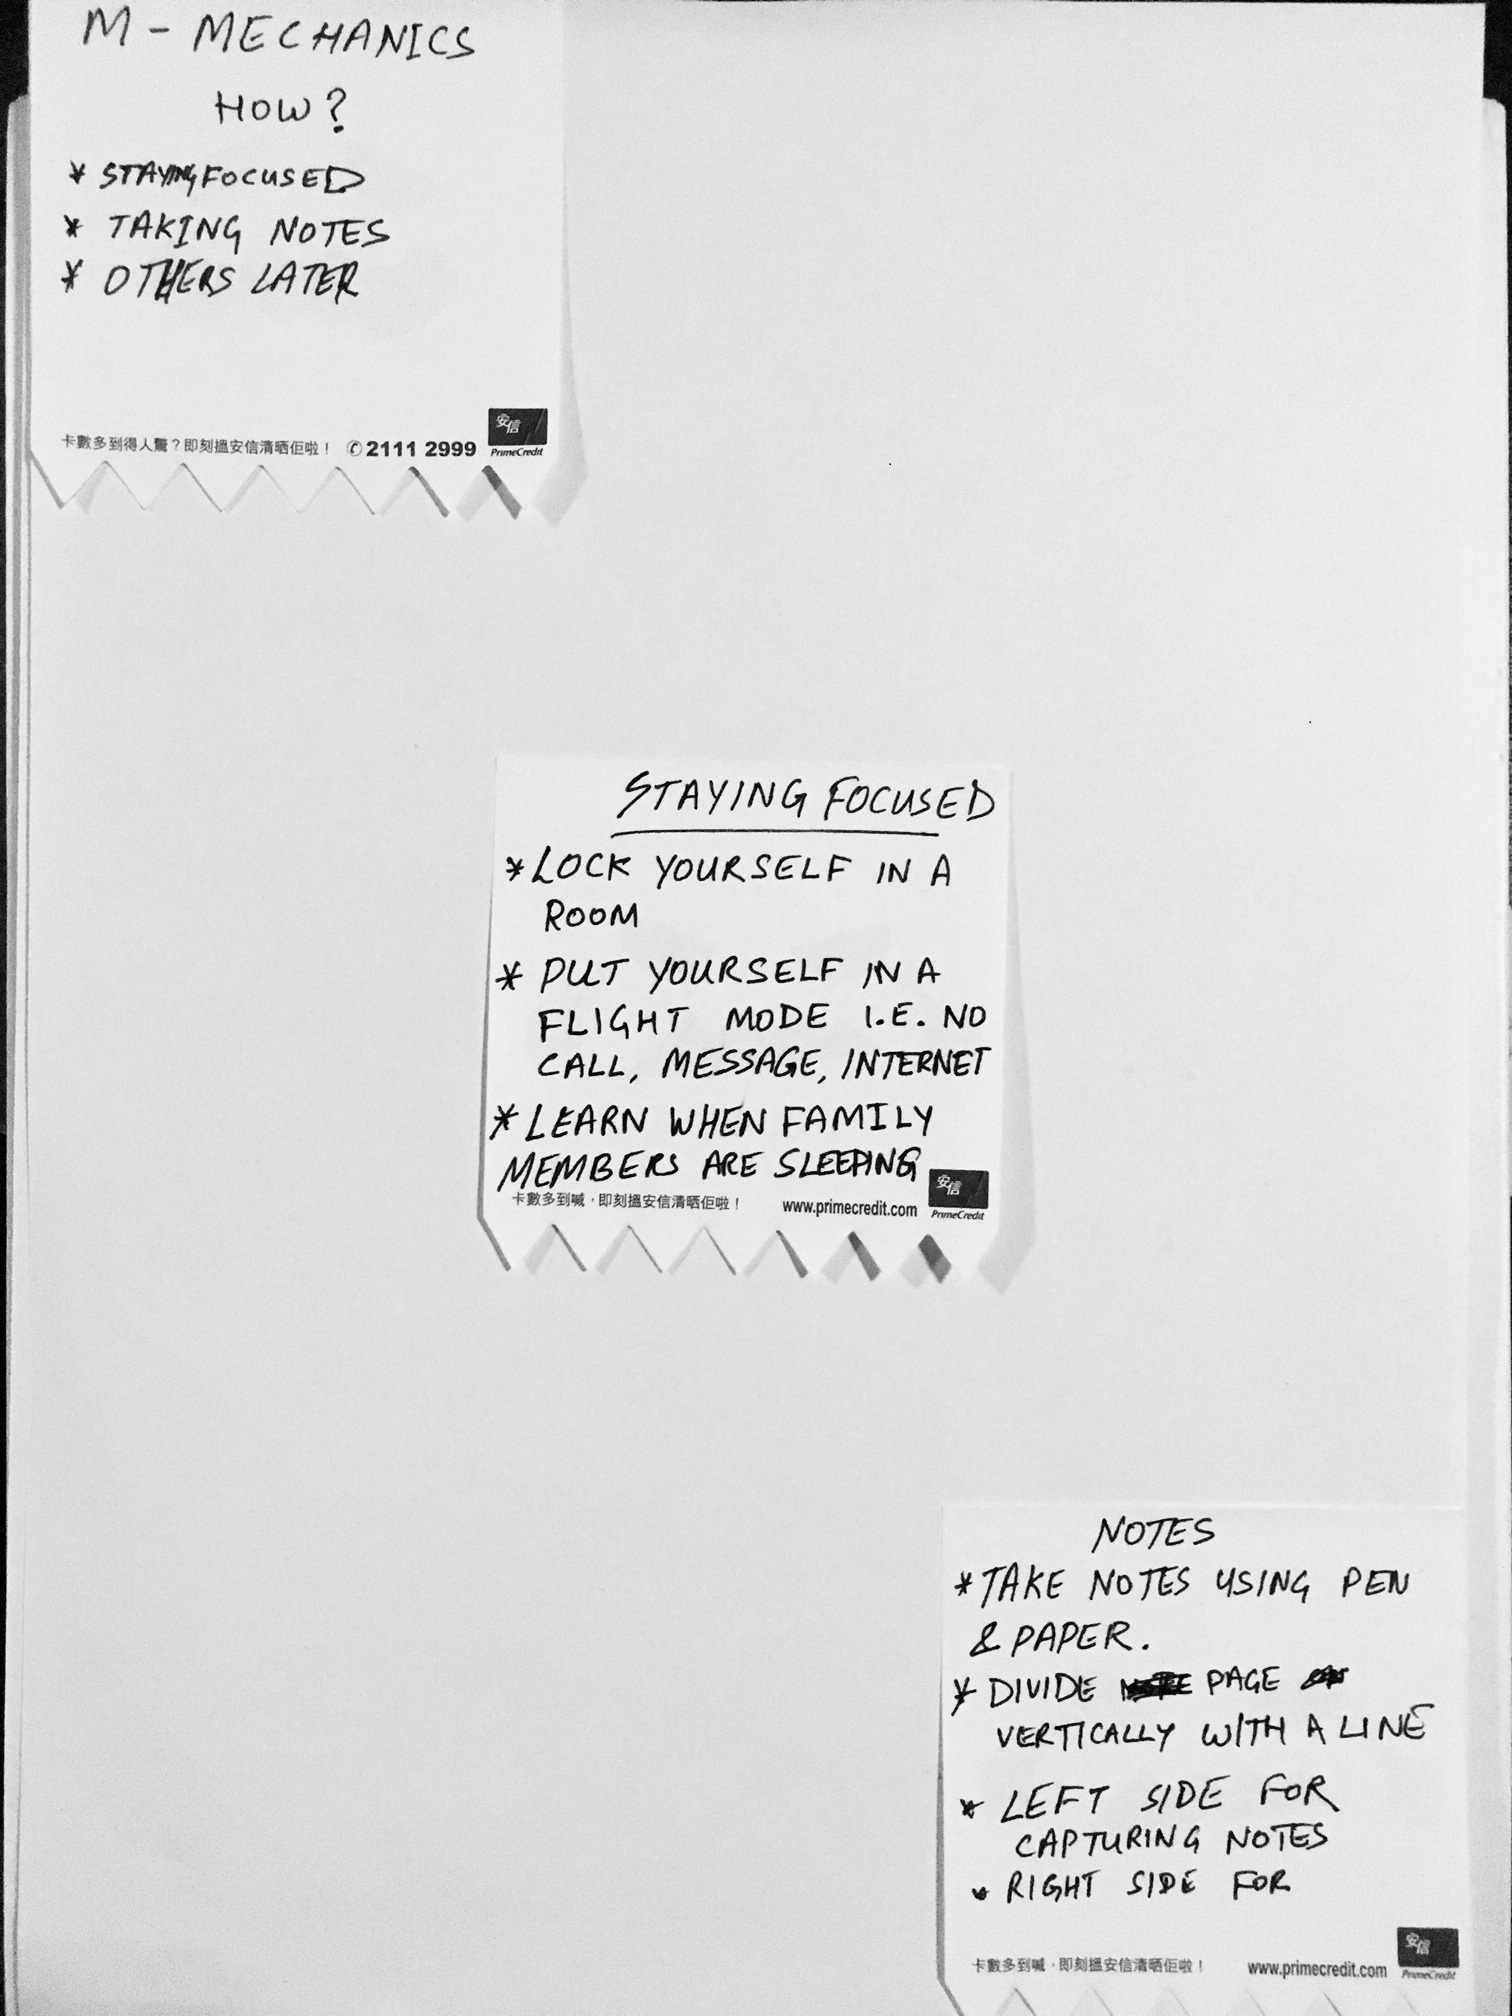 M - MECHANICS
HOW?
* STAYING FOCUSED
* TAKING NOTES
* OTHERS LATER
安信
卡數多到得人驚？即刻搵安信清晒佢啦！ ✆ 2111 2999 PrimeCredit
STAYING FOCUSED
* LOCK YOURSELF IN A
ROOM
* PUT YOURSELF IN A
FLIGHT MODE I.E. NO
CALL, MESSAGE, INTERNET
* LEARN WHEN FAMILY
MEMBERS ARE SLEEPING
安信
卡數多到喊，即刻搵安信清晒佢啦！ www.primecredit.com PrimeCredit
NOTES
* TAKE NOTES USING PEN
& PAPER.
* DIVIDE PAGE
VERTICALLY WITH A LINE
* LEFT SIDE FOR
CAPTURING NOTES
* RIGHT SIDE FOR
安信
卡數多到喊，即刻搵安信清晒佢啦！ www.primecredit.com PrimeCredit